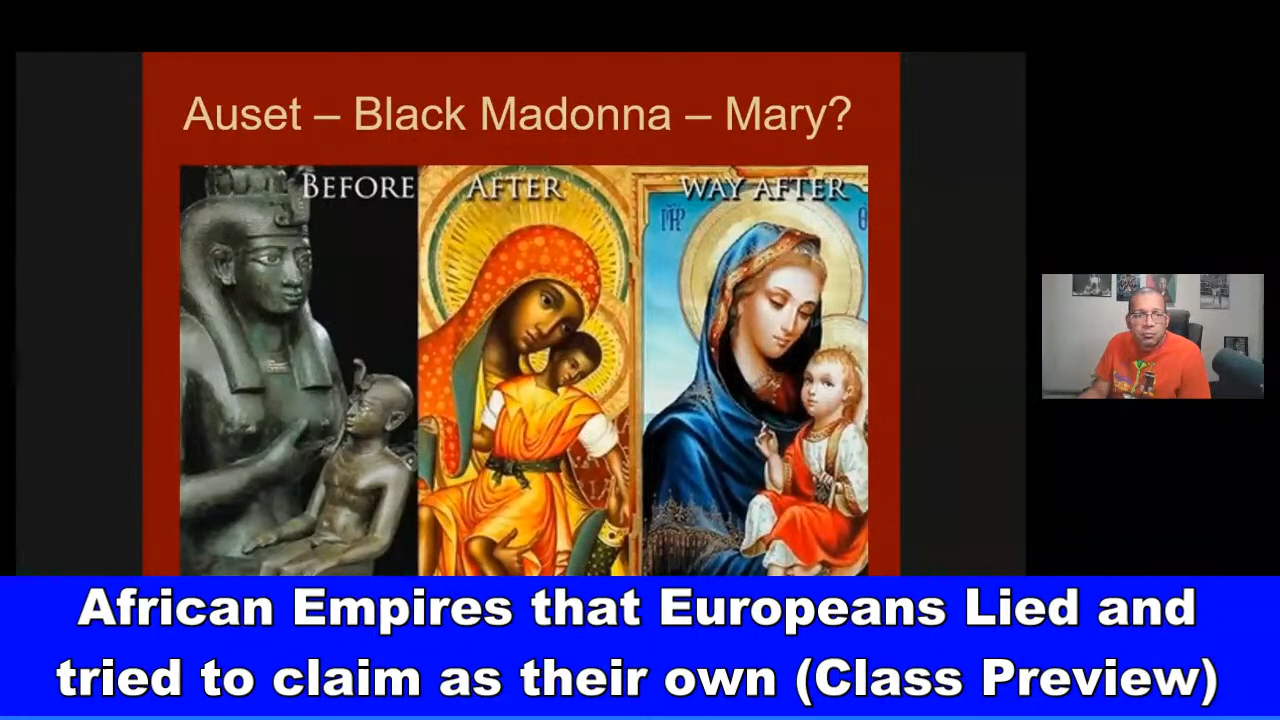 Auset – Black Madonna – Mary?
BEFORE
AFTER
WAY AFTER
African Empires that Europeans Lied and
tried to claim as their own (Class Preview)